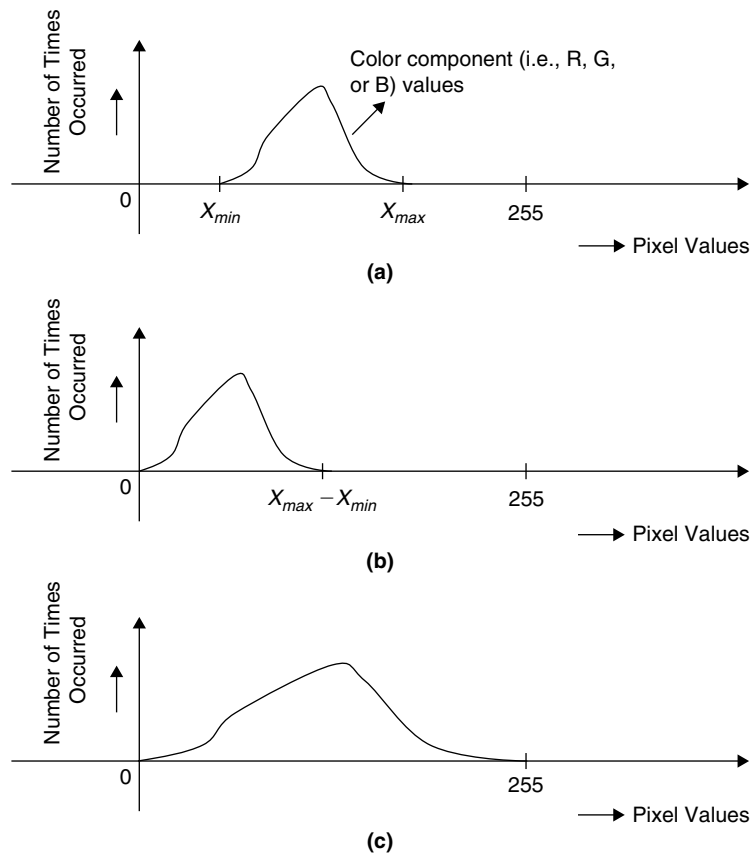 Number of Times
Occurred
Color component (i.e., R, G,
or B) values
0
Xmin
Xmax
255
Pixel Values
(a)
Number of Times
Occurred
0
Xmax − Xmin
255
Pixel Values
(b)
Number of Times
Occurred
0
255
Pixel Values
(c)